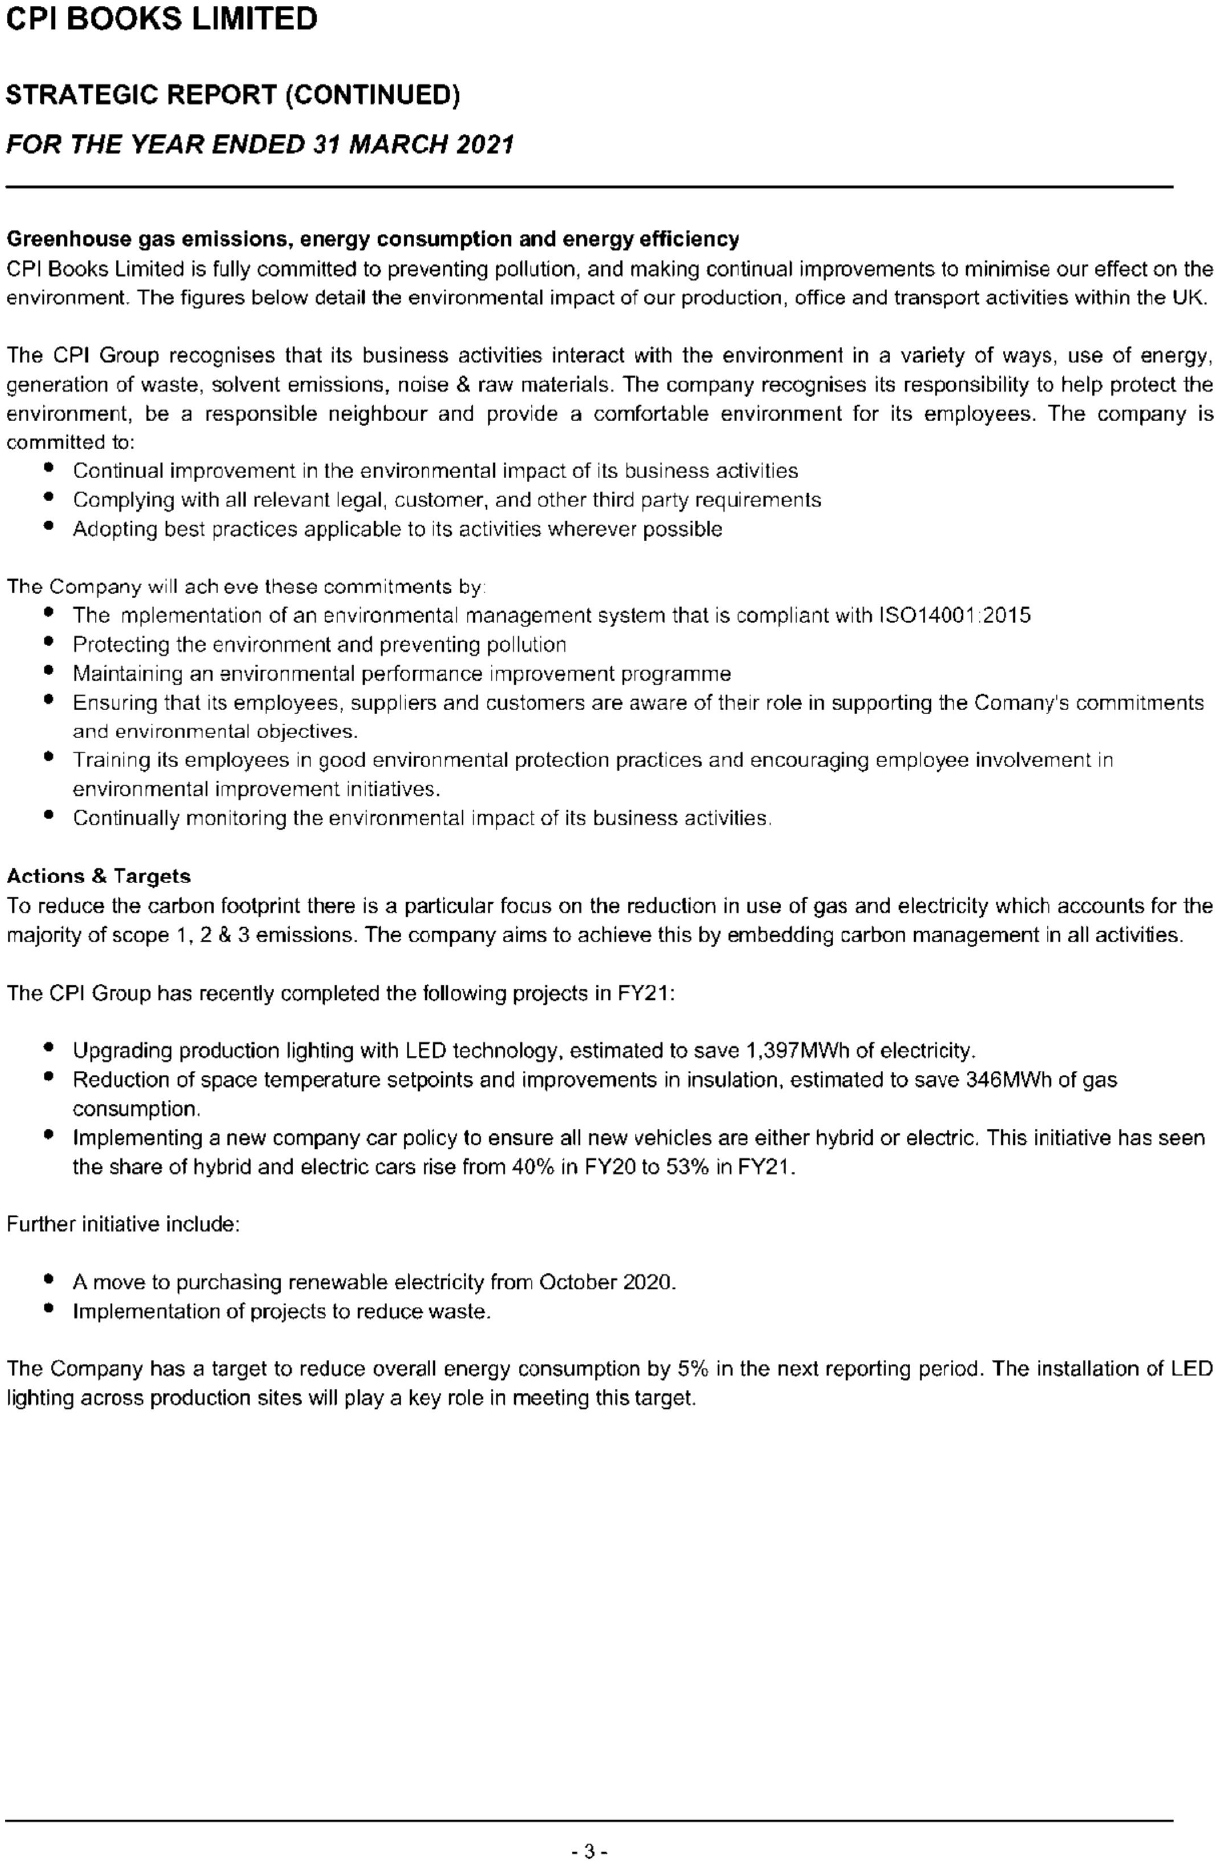 CPI BOOKS LIMITED
STRATEGIC REPORT (CONTINUED)
FOR THE YEAR ENDED 31 MARCH 2021
Greenhouse gas emissions, energy consumption and energy efficiency
CPI Books Limited is fully committed to preventing pollution, and making continual improvements to minimise our effect on the
environment. The figures below detail the environmental impact of our production, office and transport activities within the UK.
The CPI Group recognises that its business activities interact with the environment in a variety of ways, use of energy,
generation of waste, solvent emissions, noise & raw materials. The company recognises its responsibility to help protect the
environment, be a responsible neighbour and provide a comfortable environment for its employees. The company is
committed to:
• Continual improvement in the environmental impact of its business activities
• Complying with all relevant legal, customer, and other third party requirements
• Adopting best practices applicable to its activities wherever possible
The Company will ach eve these commitments by:
• The mplementation of an environmental management system that is compliant with ISO14001:2015
• Protecting the environment and preventing pollution
• Maintaining an environmental performance improvement programme
• Ensuring that its employees, suppliers and customers are aware of their role in supporting the Comany's commitments
and environmental objectives.
• Training its employees in good environmental protection practices and encouraging employee involvement in
environmental improvement initiatives.
• Continually monitoring the environmental impact of its business activities.
Actions & Targets
To reduce the carbon footprint there is a particular focus on the reduction in use of gas and electricity which accounts for the
majority of scope 1, 2 & 3 emissions. The company aims to achieve this by embedding carbon management in all activities.
The CPI Group has recently completed the following projects in FY21:
• Upgrading production lighting with LED technology, estimated to save 1,397MWh of electricity.
• Reduction of space temperature setpoints and improvements in insulation, estimated to save 346MWh of gas
consumption.
• Implementing a new company car policy to ensure all new vehicles are either hybrid or electric. This initiative has seen
the share of hybrid and electric cars rise from 40% in FY20 to 53% in FY21.
Further initiative include:
• A move to purchasing renewable electricity from October 2020.
• Implementation of projects to reduce waste.
The Company has a target to reduce overall energy consumption by 5% in the next reporting period. The installation of LED
lighting across production sites will play a key role in meeting this target.
- 3 -